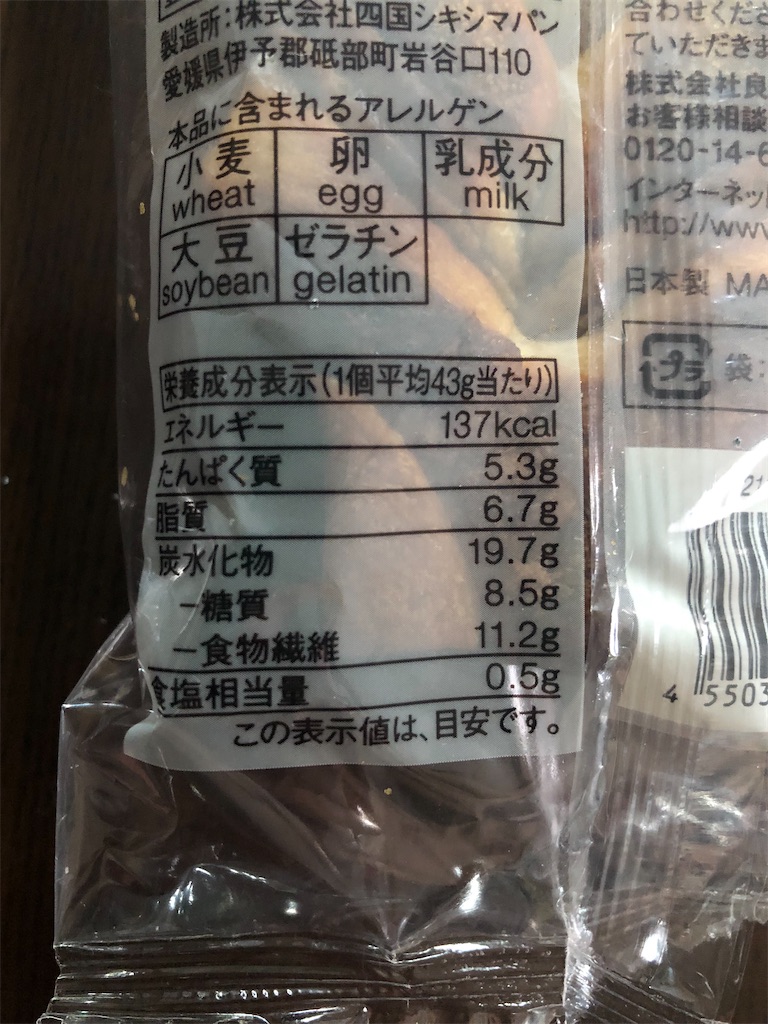 製造所:株式会社四国シキシマパン
愛媛県伊予郡砥部町岩谷口110
本品に含まれるアレルゲン
小麦 wheat
卵 egg
乳成分 milk
大豆 soybean
ゼラチン gelatin
栄養成分表示(1個平均43g当たり)
エネルギー 137kcal
たんぱく質 5.3g
脂質 6.7g
炭水化物 19.7g
−糖質 8.5g
−食物繊維 11.2g
食塩相当量 0.5g
この表示値は、目安です。
合わせくださ
ていただきま
株式会社良
お客様相談
0120-14-6
インターネッ
http://www
日本製 MA
プラ 袋:
21
4 5503